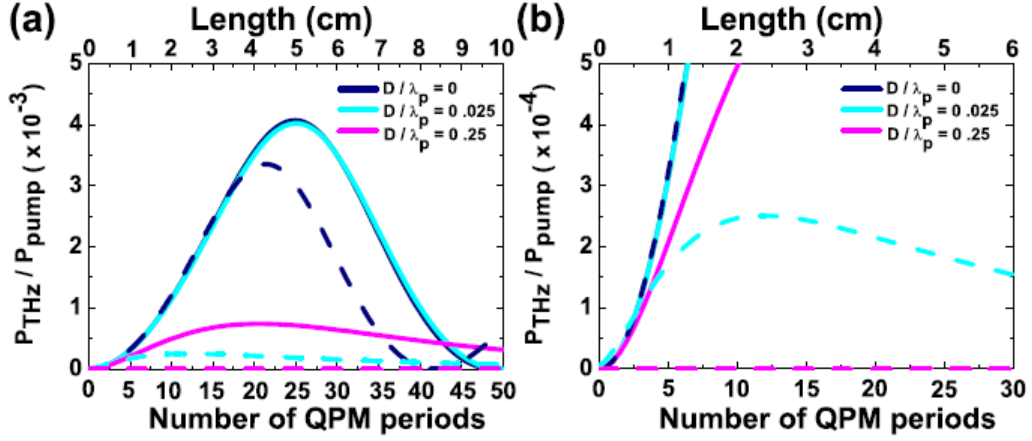 (a)
Length (cm)
0 1 2 3 4 5 6 7 8 9 10
5
4
3
2
1
0
P_THz / P_pump ( x 10^-3)
D / λ_p = 0
D / λ_p = 0 .025
D / λ_p = 0 .25
0 5 10 15 20 25 30 35 40 45 50
Number of QPM periods
(b)
Length (cm)
0 1 2 3 4 5 6
5
4
3
2
1
0
P_THz / P_pump ( x 10^-4)
D / λ_p = 0
D / λ_p = 0 .025
D / λ_p = 0 .25
0 5 10 15 20 25 30
Number of QPM periods